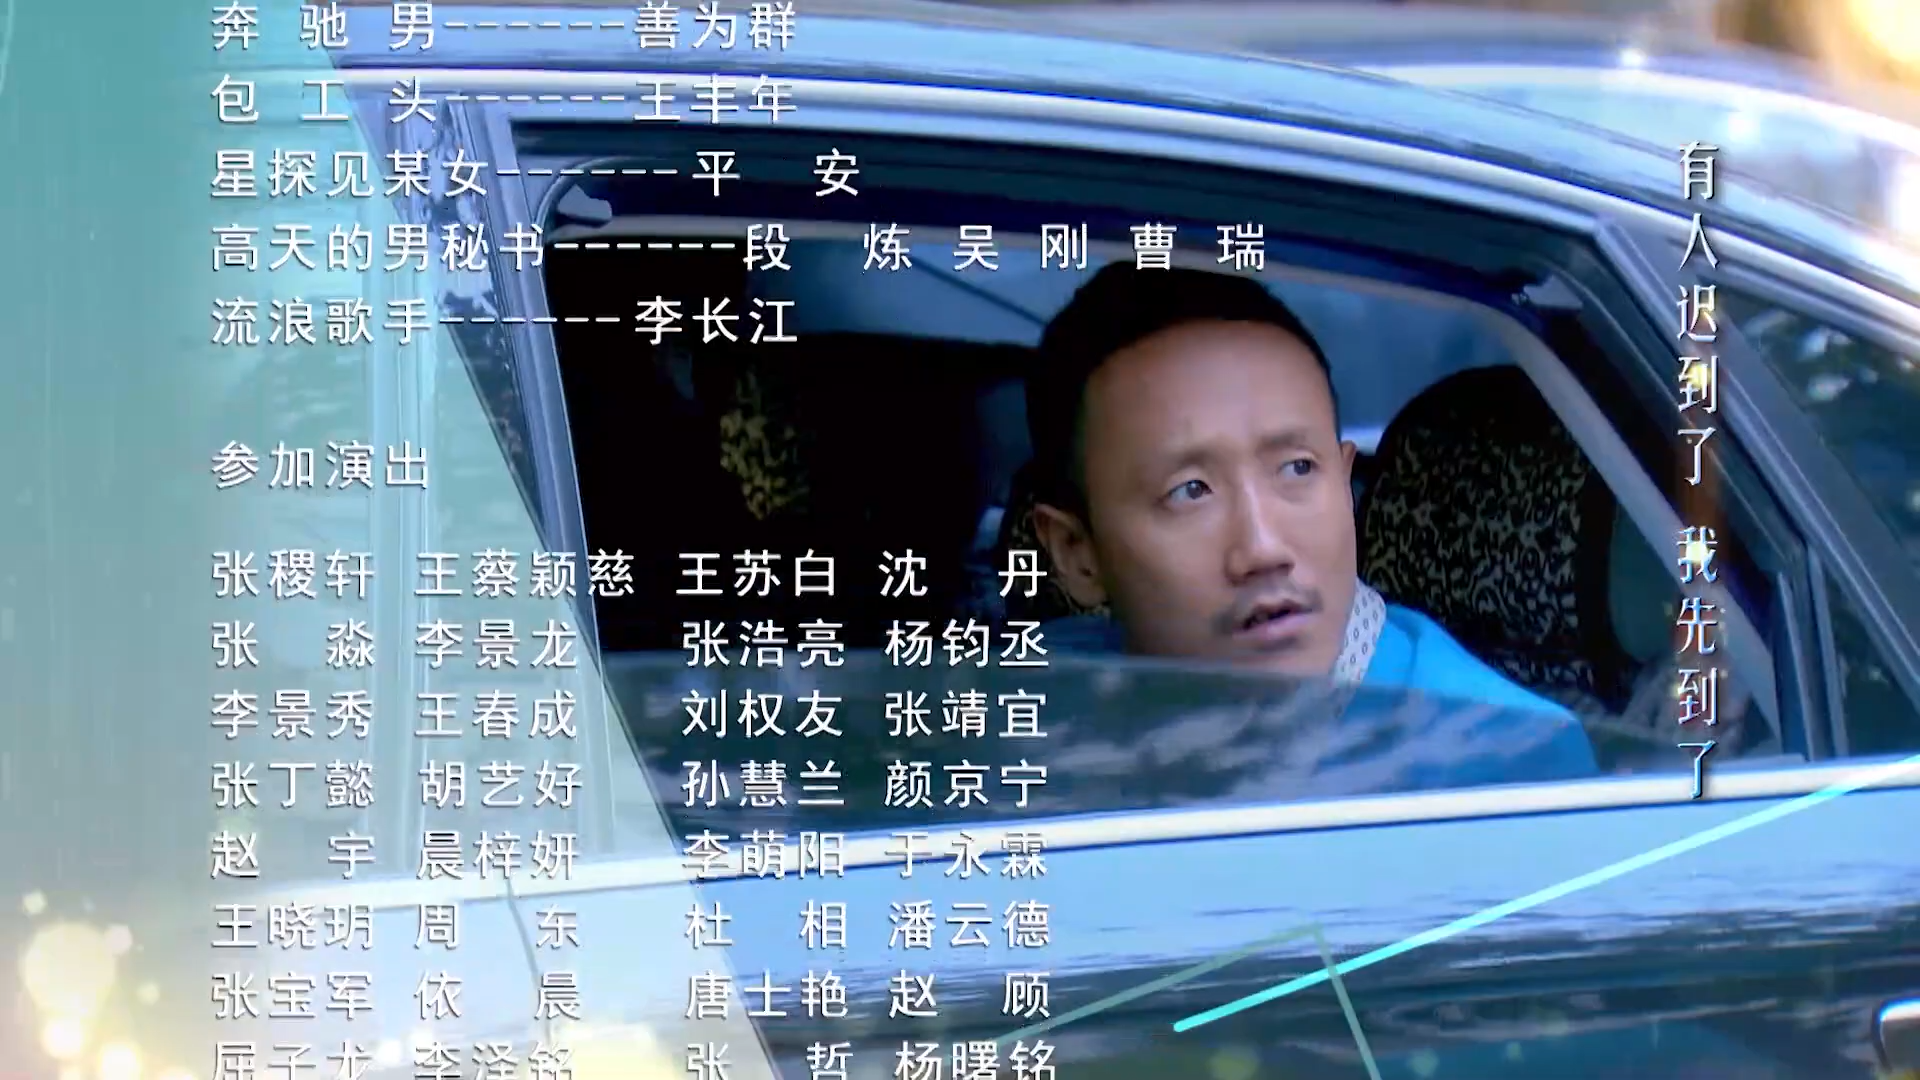 奔 驰 男------善为群
包 工 头------王丰年
星探见某女------平 安
高天的男秘书------段 炼 吴 刚 曹 瑞
流浪歌手------李长江
参加演出
张稷轩 王蔡颖慈 王苏白 沈 丹
张 淼 李景龙 张浩亮 杨钧丞
李景秀 王春成 刘权友 张靖宜
张丁懿 胡艺好 孙慧兰 颜京宁
赵 宇 晨梓妍 李萌阳 于永霖
王晓玥 周 东 杜 相 潘云德
张宝军 依 晨 唐士艳 赵 顾
屈子龙 李泽铭 张 哲 杨曙铭
有人迟到了 我先到了